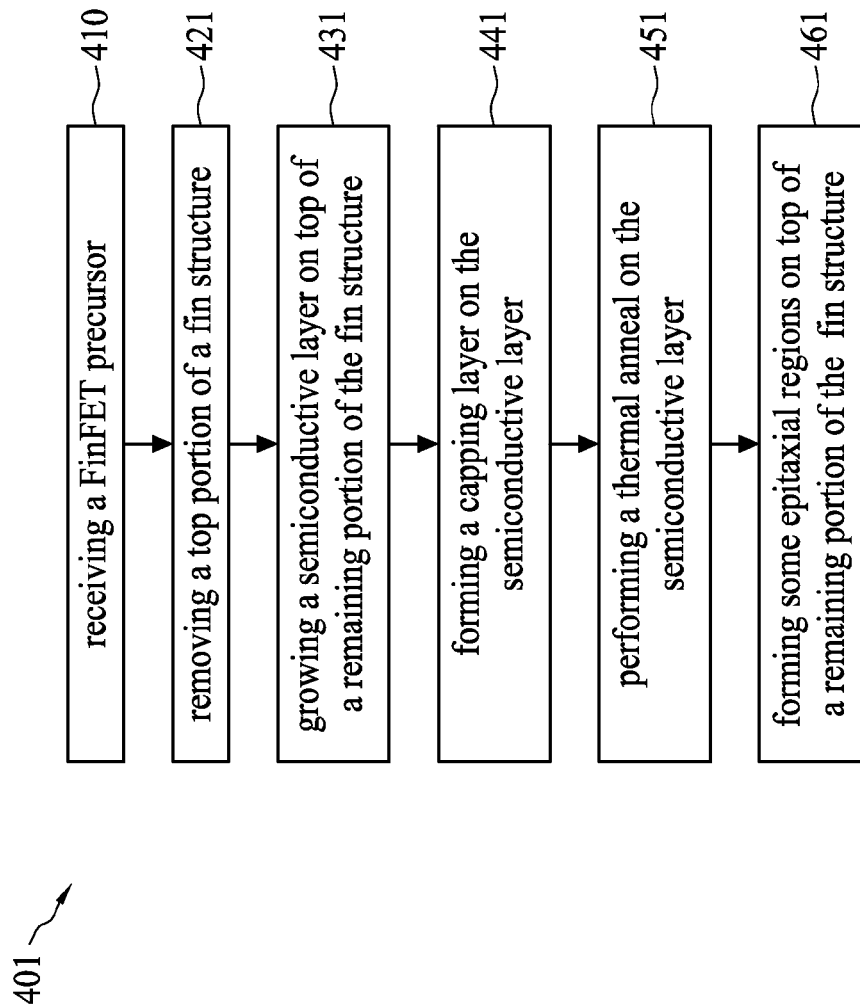 401
receiving a FinFET precursor
410
removing a top portion of a fin structure
421
growing a semiconductive layer on top of
a remaining portion of the fin structure
431
forming a capping layer on the
semiconductive layer
441
performing a thermal anneal on the
semiconductive layer
451
forming some epitaxial regions on top of
a remaining portion of the fin structure
461